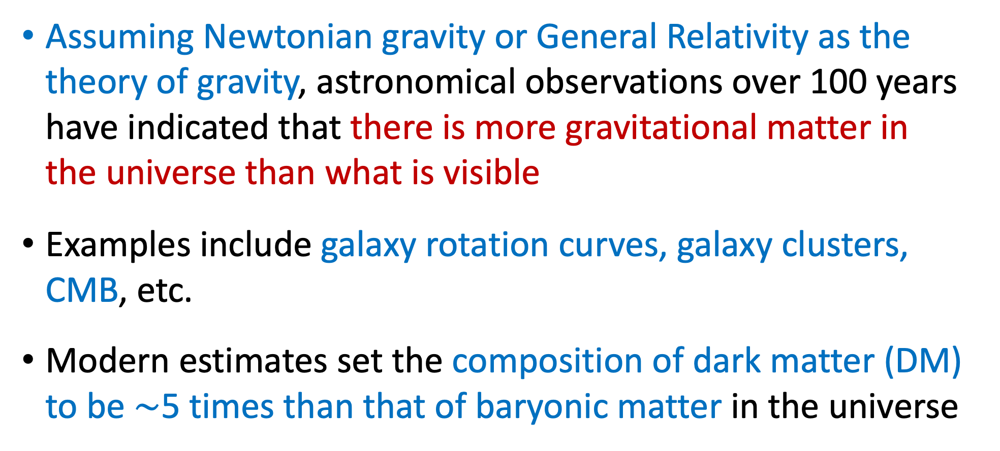 • Assuming Newtonian gravity or General Relativity as the
theory of gravity, astronomical observations over 100 years
have indicated that there is more gravitational matter in
the universe than what is visible
• Examples include galaxy rotation curves, galaxy clusters,
CMB, etc.
• Modern estimates set the composition of dark matter (DM)
to be ~5 times than that of baryonic matter in the universe